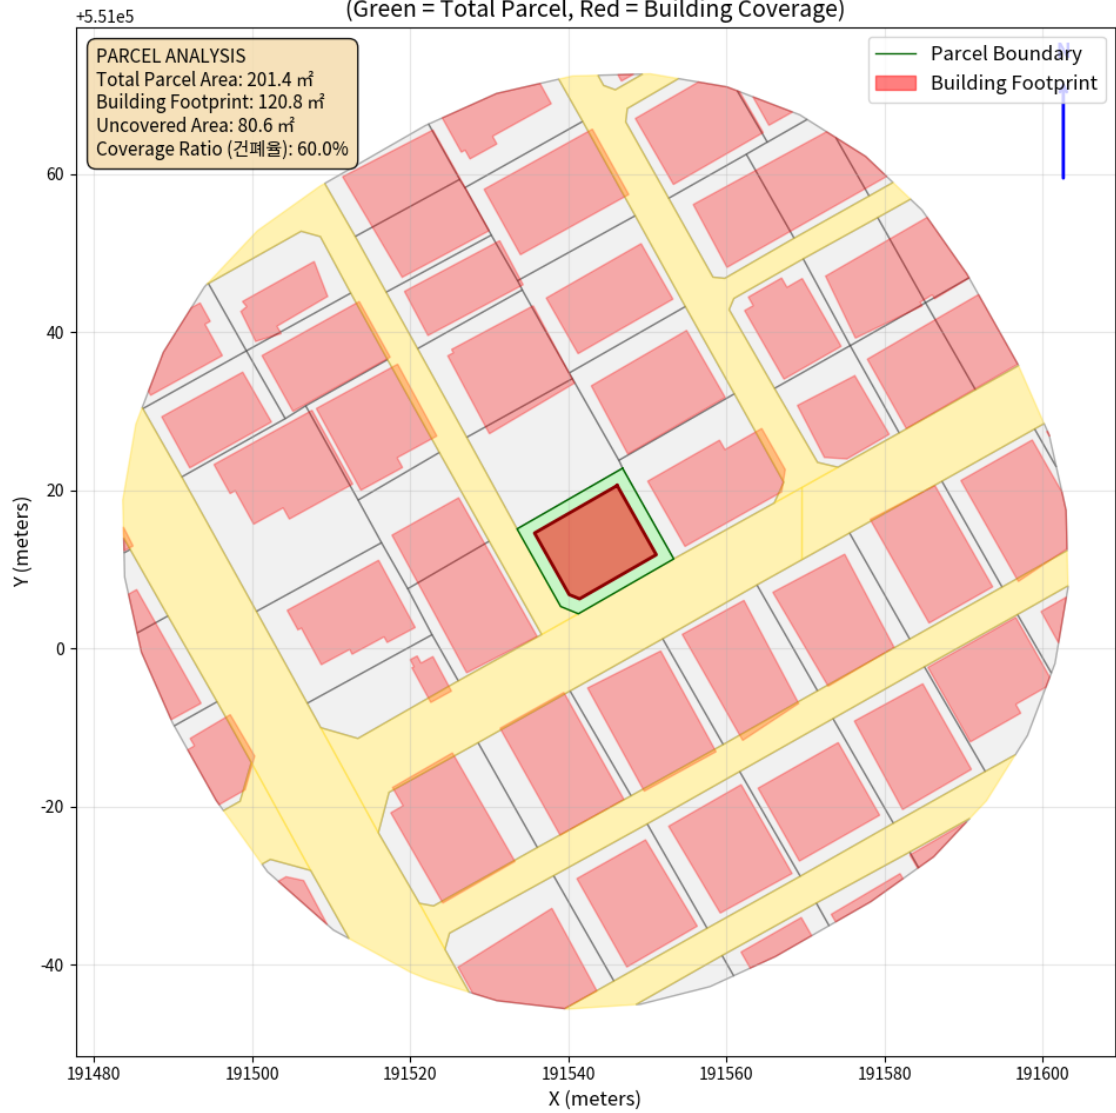 (Green = Total Parcel, Red = Building Coverage)
+5.51e5
PARCEL ANALYSIS
Total Parcel Area: 201.4 ㎡
Building Footprint: 120.8 ㎡
Uncovered Area: 80.6 ㎡
Coverage Ratio (건폐율): 60.0%
Parcel Boundary
Building Footprint
N
60
40
20
0
-20
-40
Y (meters)
191480 191500 191520 191540 191560 191580 191600
X (meters)